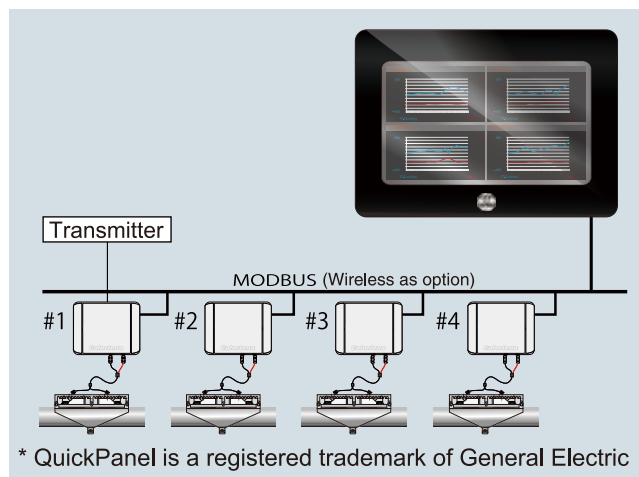 Transmitter
MODBUS (Wireless as option)
#1
#2
#3
#4
* QuickPanel is a registered trademark of General Electric